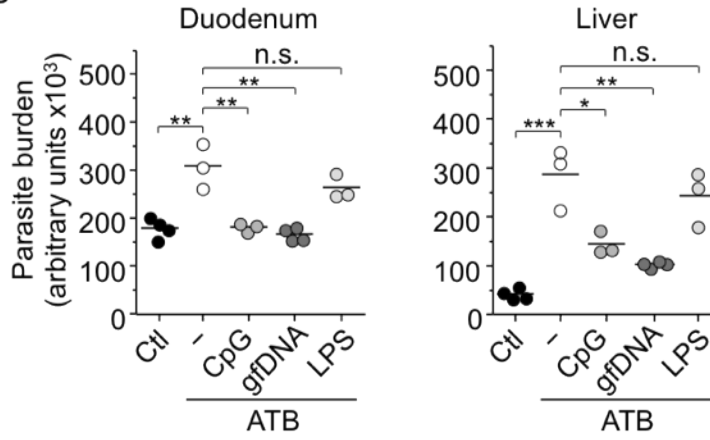 Duodenum
Parasite burden
(arbitrary units x10³)
500
400
300
200
100
0
n.s.
**
**
**
Ctl
–
CpG
gfDNA
LPS
ATB
Liver
500
400
300
200
100
0
n.s.
**
*
***
Ctl
–
CpG
gfDNA
LPS
ATB